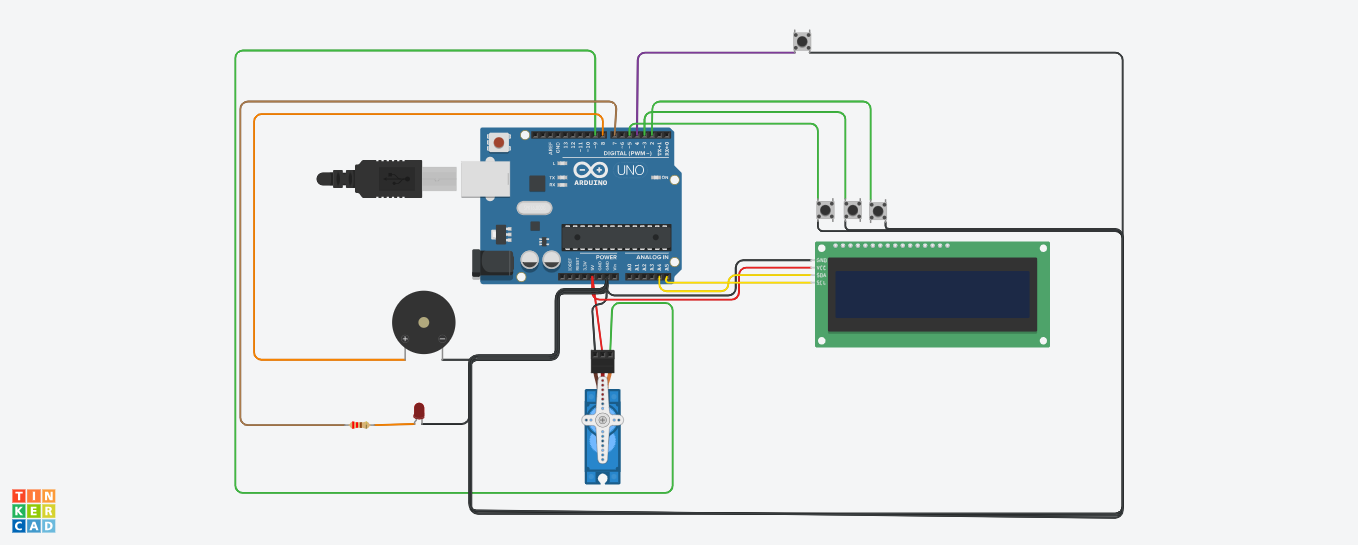 AREF
GND
13
12
~11
~10
~9
8
7
~6
~5
4
~3
2
TX→1
RX←0
DIGITAL (PWM~)
L
TX
RX
ON
UNO
ARDUINO
POWER
ANALOG IN
IOREF
RESET
3.3V
5V
GND
GND
Vin
A0
A1
A2
A3
A4
A5
GND
VCC
SDA
SCL
TIN
KER
CAD